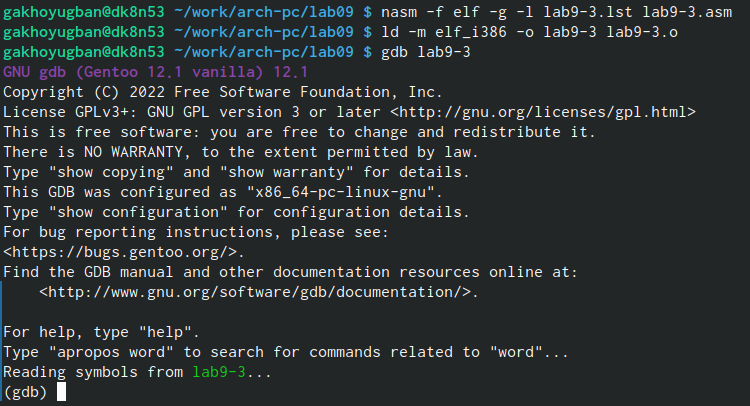 gakhoyugban@dk8n53 ~/work/arch-pc/lab09 $ nasm -f elf -g -l lab9-3.lst lab9-3.asm
gakhoyugban@dk8n53 ~/work/arch-pc/lab09 $ ld -m elf_i386 -o lab9-3 lab9-3.o
gakhoyugban@dk8n53 ~/work/arch-pc/lab09 $ gdb lab9-3
GNU gdb (Gentoo 12.1 vanilla) 12.1
Copyright (C) 2022 Free Software Foundation, Inc.
License GPLv3+: GNU GPL version 3 or later <http://gnu.org/licenses/gpl.html>
This is free software: you are free to change and redistribute it.
There is NO WARRANTY, to the extent permitted by law.
Type "show copying" and "show warranty" for details.
This GDB was configured as "x86_64-pc-linux-gnu".
Type "show configuration" for configuration details.
For bug reporting instructions, please see:
<https://bugs.gentoo.org/>.
Find the GDB manual and other documentation resources online at:
    <http://www.gnu.org/software/gdb/documentation/>.

For help, type "help".
Type "apropos word" to search for commands related to "word"...
Reading symbols from lab9-3...
(gdb)